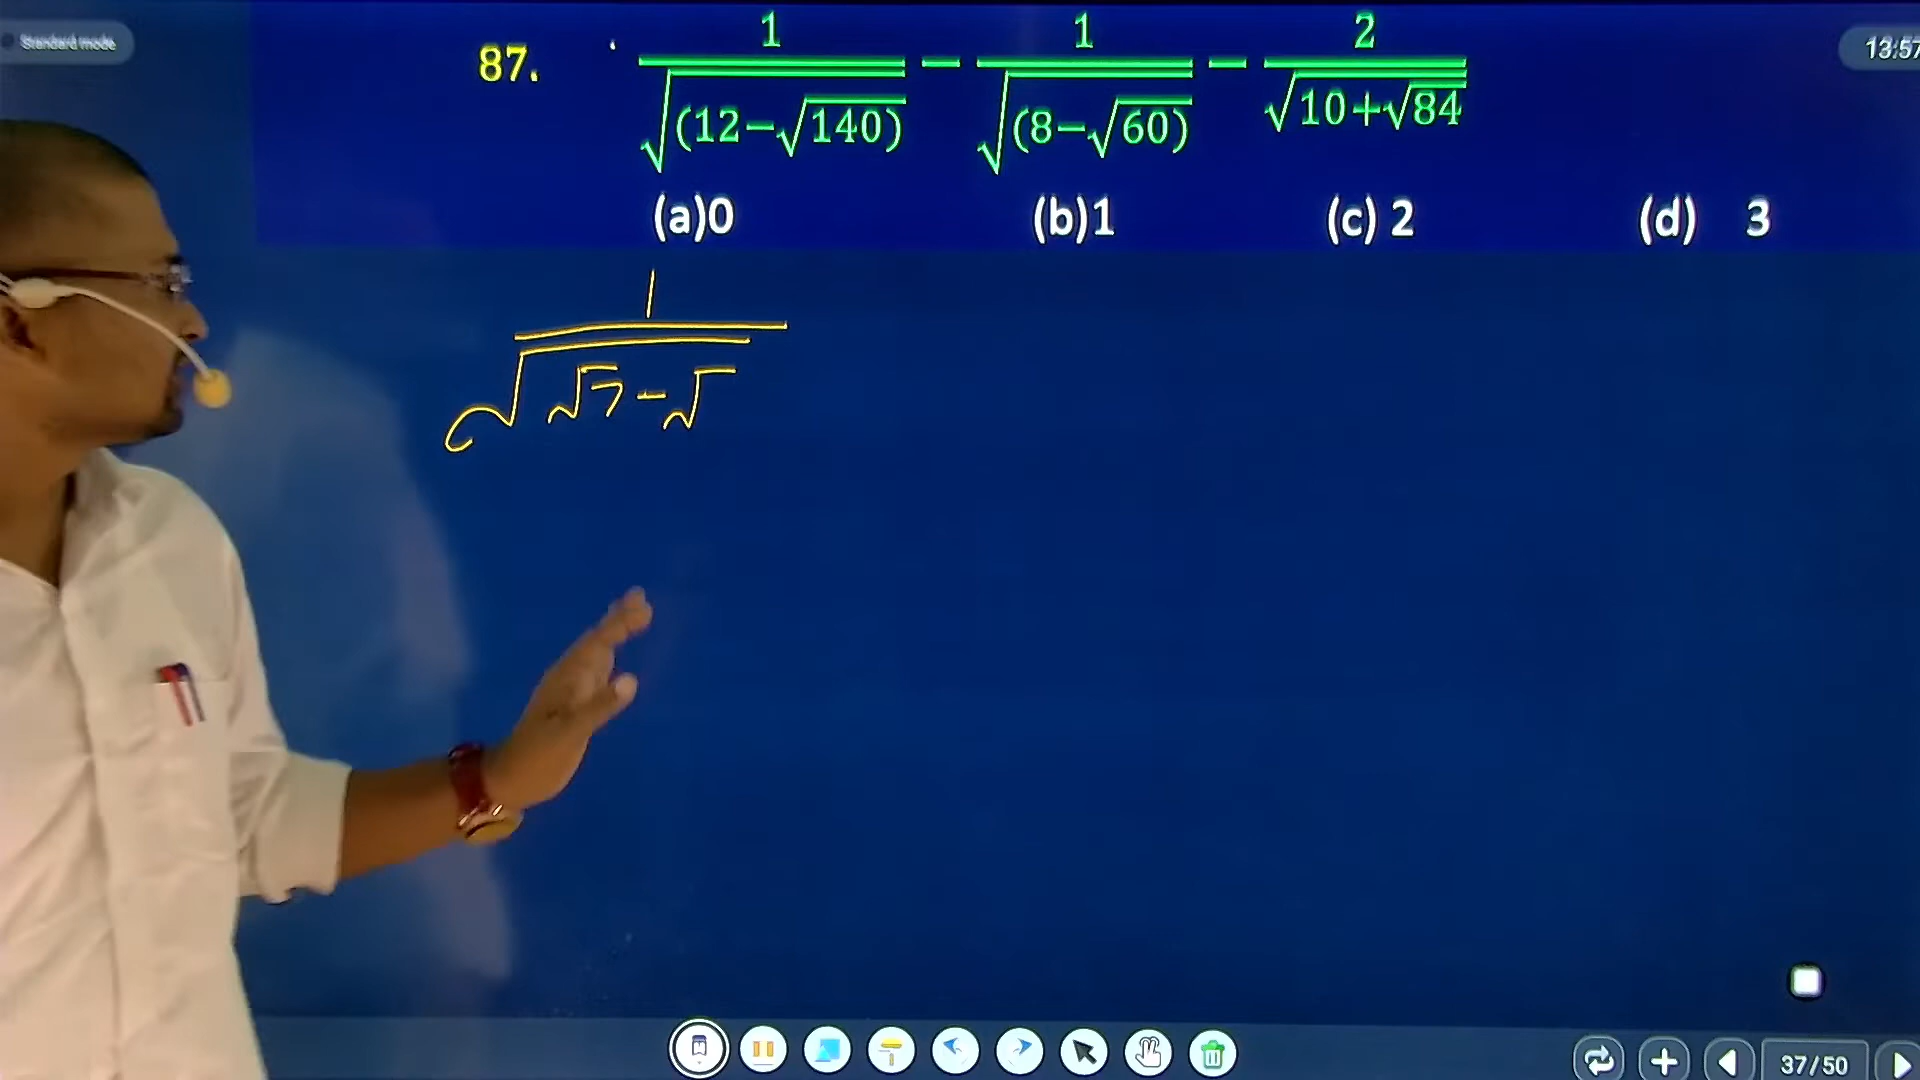 Standard mode
13:57
87. 1/√(12−√140) − 1/√(8−√60) − 2/√10+√84
(a)0 (b)1 (c) 2 (d) 3
1/√√7−√
37/50